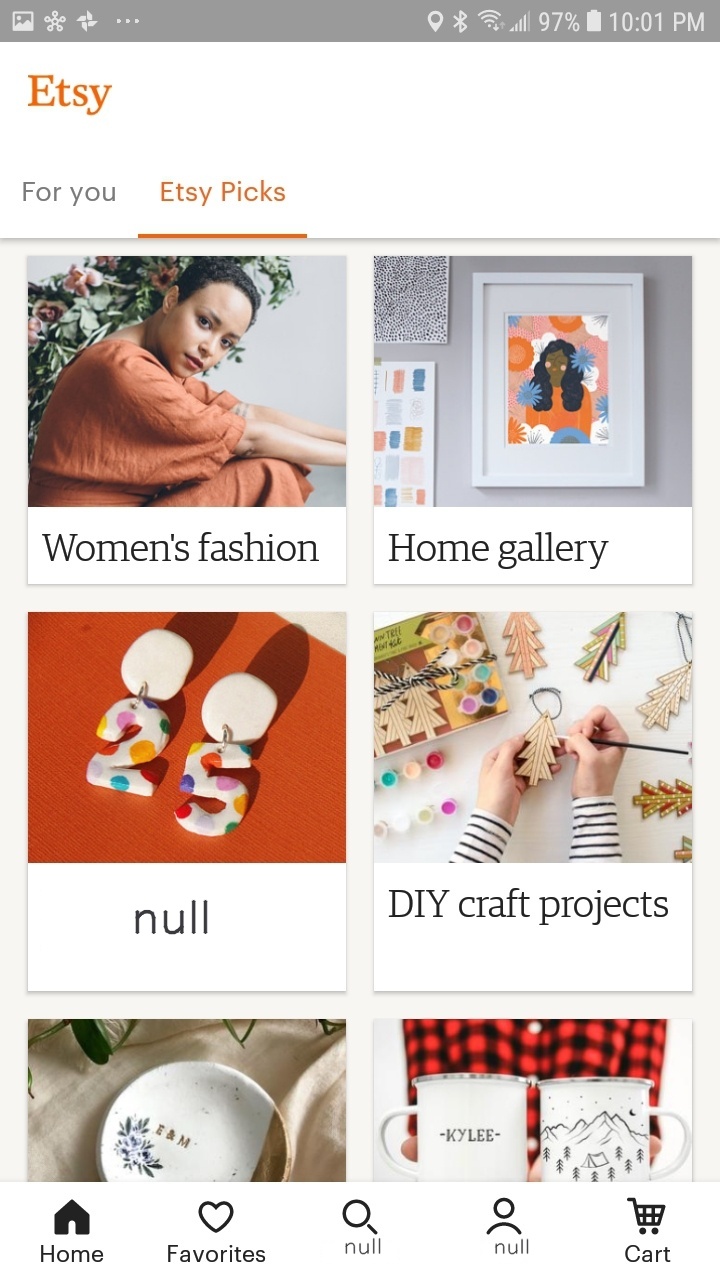 97% 10:01 PM
Etsy
For you Etsy Picks
Women's fashion
Home gallery
null
DIY craft projects
E & M
-KYLEE-
Home Favorites null null Cart